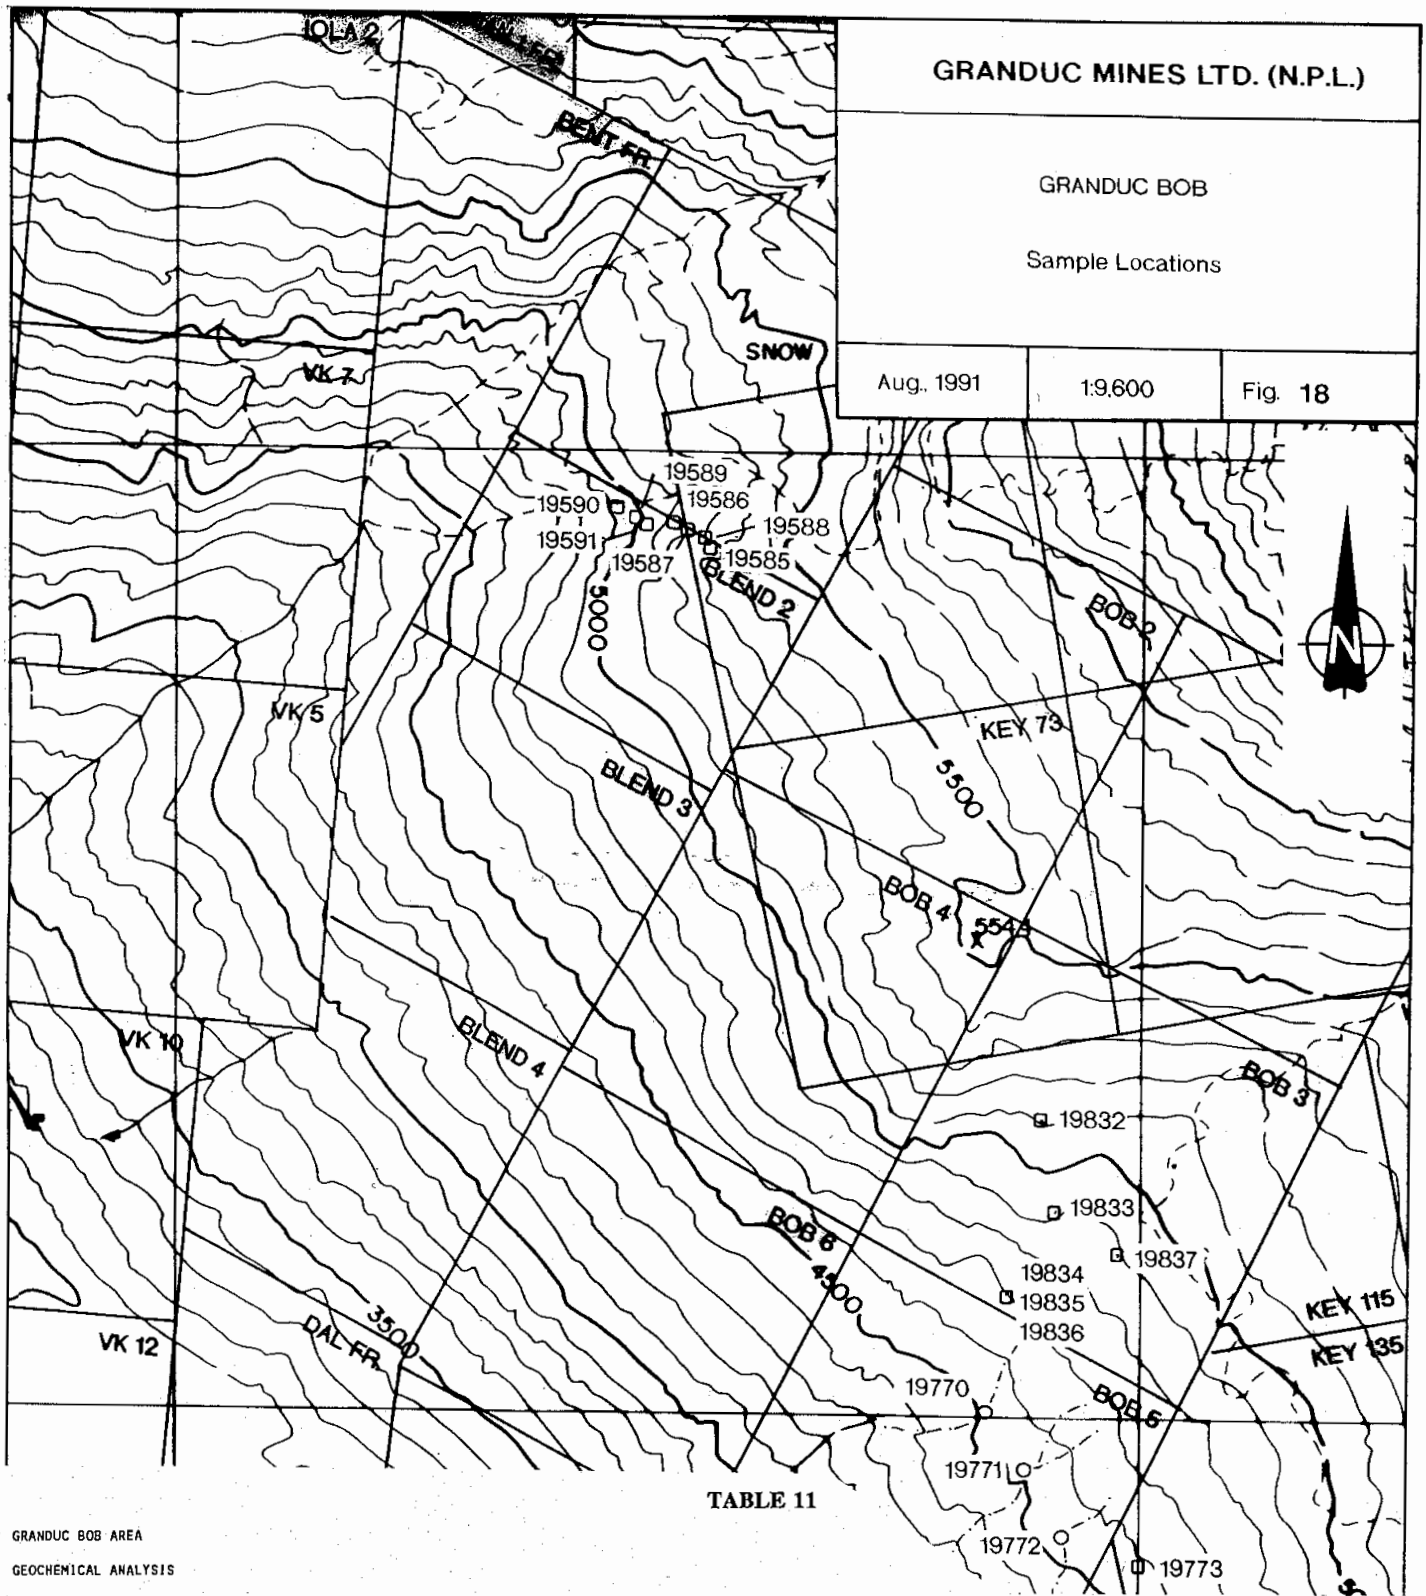 GRANDUC MINES LTD. (N.P.L.)
GRANDUC BOB
Sample Locations
Aug., 1991
1:9,600
Fig. 18
IOLA 2
BENT FR.
SNOW
VK 7
19589
19590
19586
19588
19591
19587
19585
BLEND 2
5000
BOB 2
N
VK 5
KEY 73
BLEND 3
5500
BOB 4
VK 10
BLEND 4
BOB 3
19832
19833
BOB 6
19837
19834
4500
19835
KEY 115
19836
KEY 135
3500
DAL FR.
VK 12
19770
BOB 5
19771
TABLE 11
19772
19773
GRANDUC BOB AREA
GEOCHEMICAL ANALYSIS